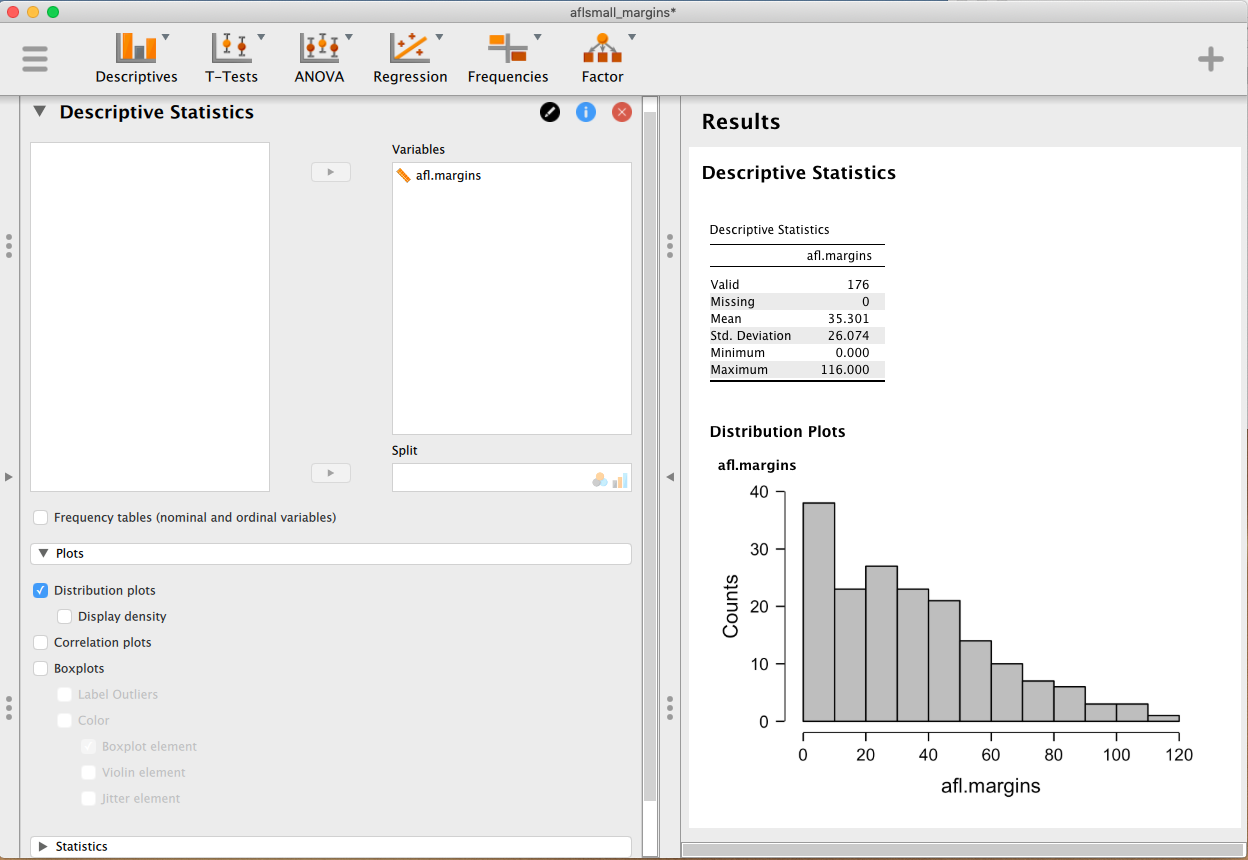 aflsmall_margins*
Descriptives T-Tests ANOVA Regression Frequencies Factor
Descriptive Statistics
Variables
afl.margins
Split
Frequency tables (nominal and ordinal variables)
Plots
Distribution plots
Display density
Correlation plots
Boxplots
Label Outliers
Color
Boxplot element
Violin element
Jitter element
Statistics
Results
Descriptive Statistics
Descriptive Statistics
afl.margins
Valid 176
Missing 0
Mean 35.301
Std. Deviation 26.074
Minimum 0.000
Maximum 116.000
Distribution Plots
afl.margins
40
30
20
10
0
Counts
0 20 40 60 80 100 120
afl.margins